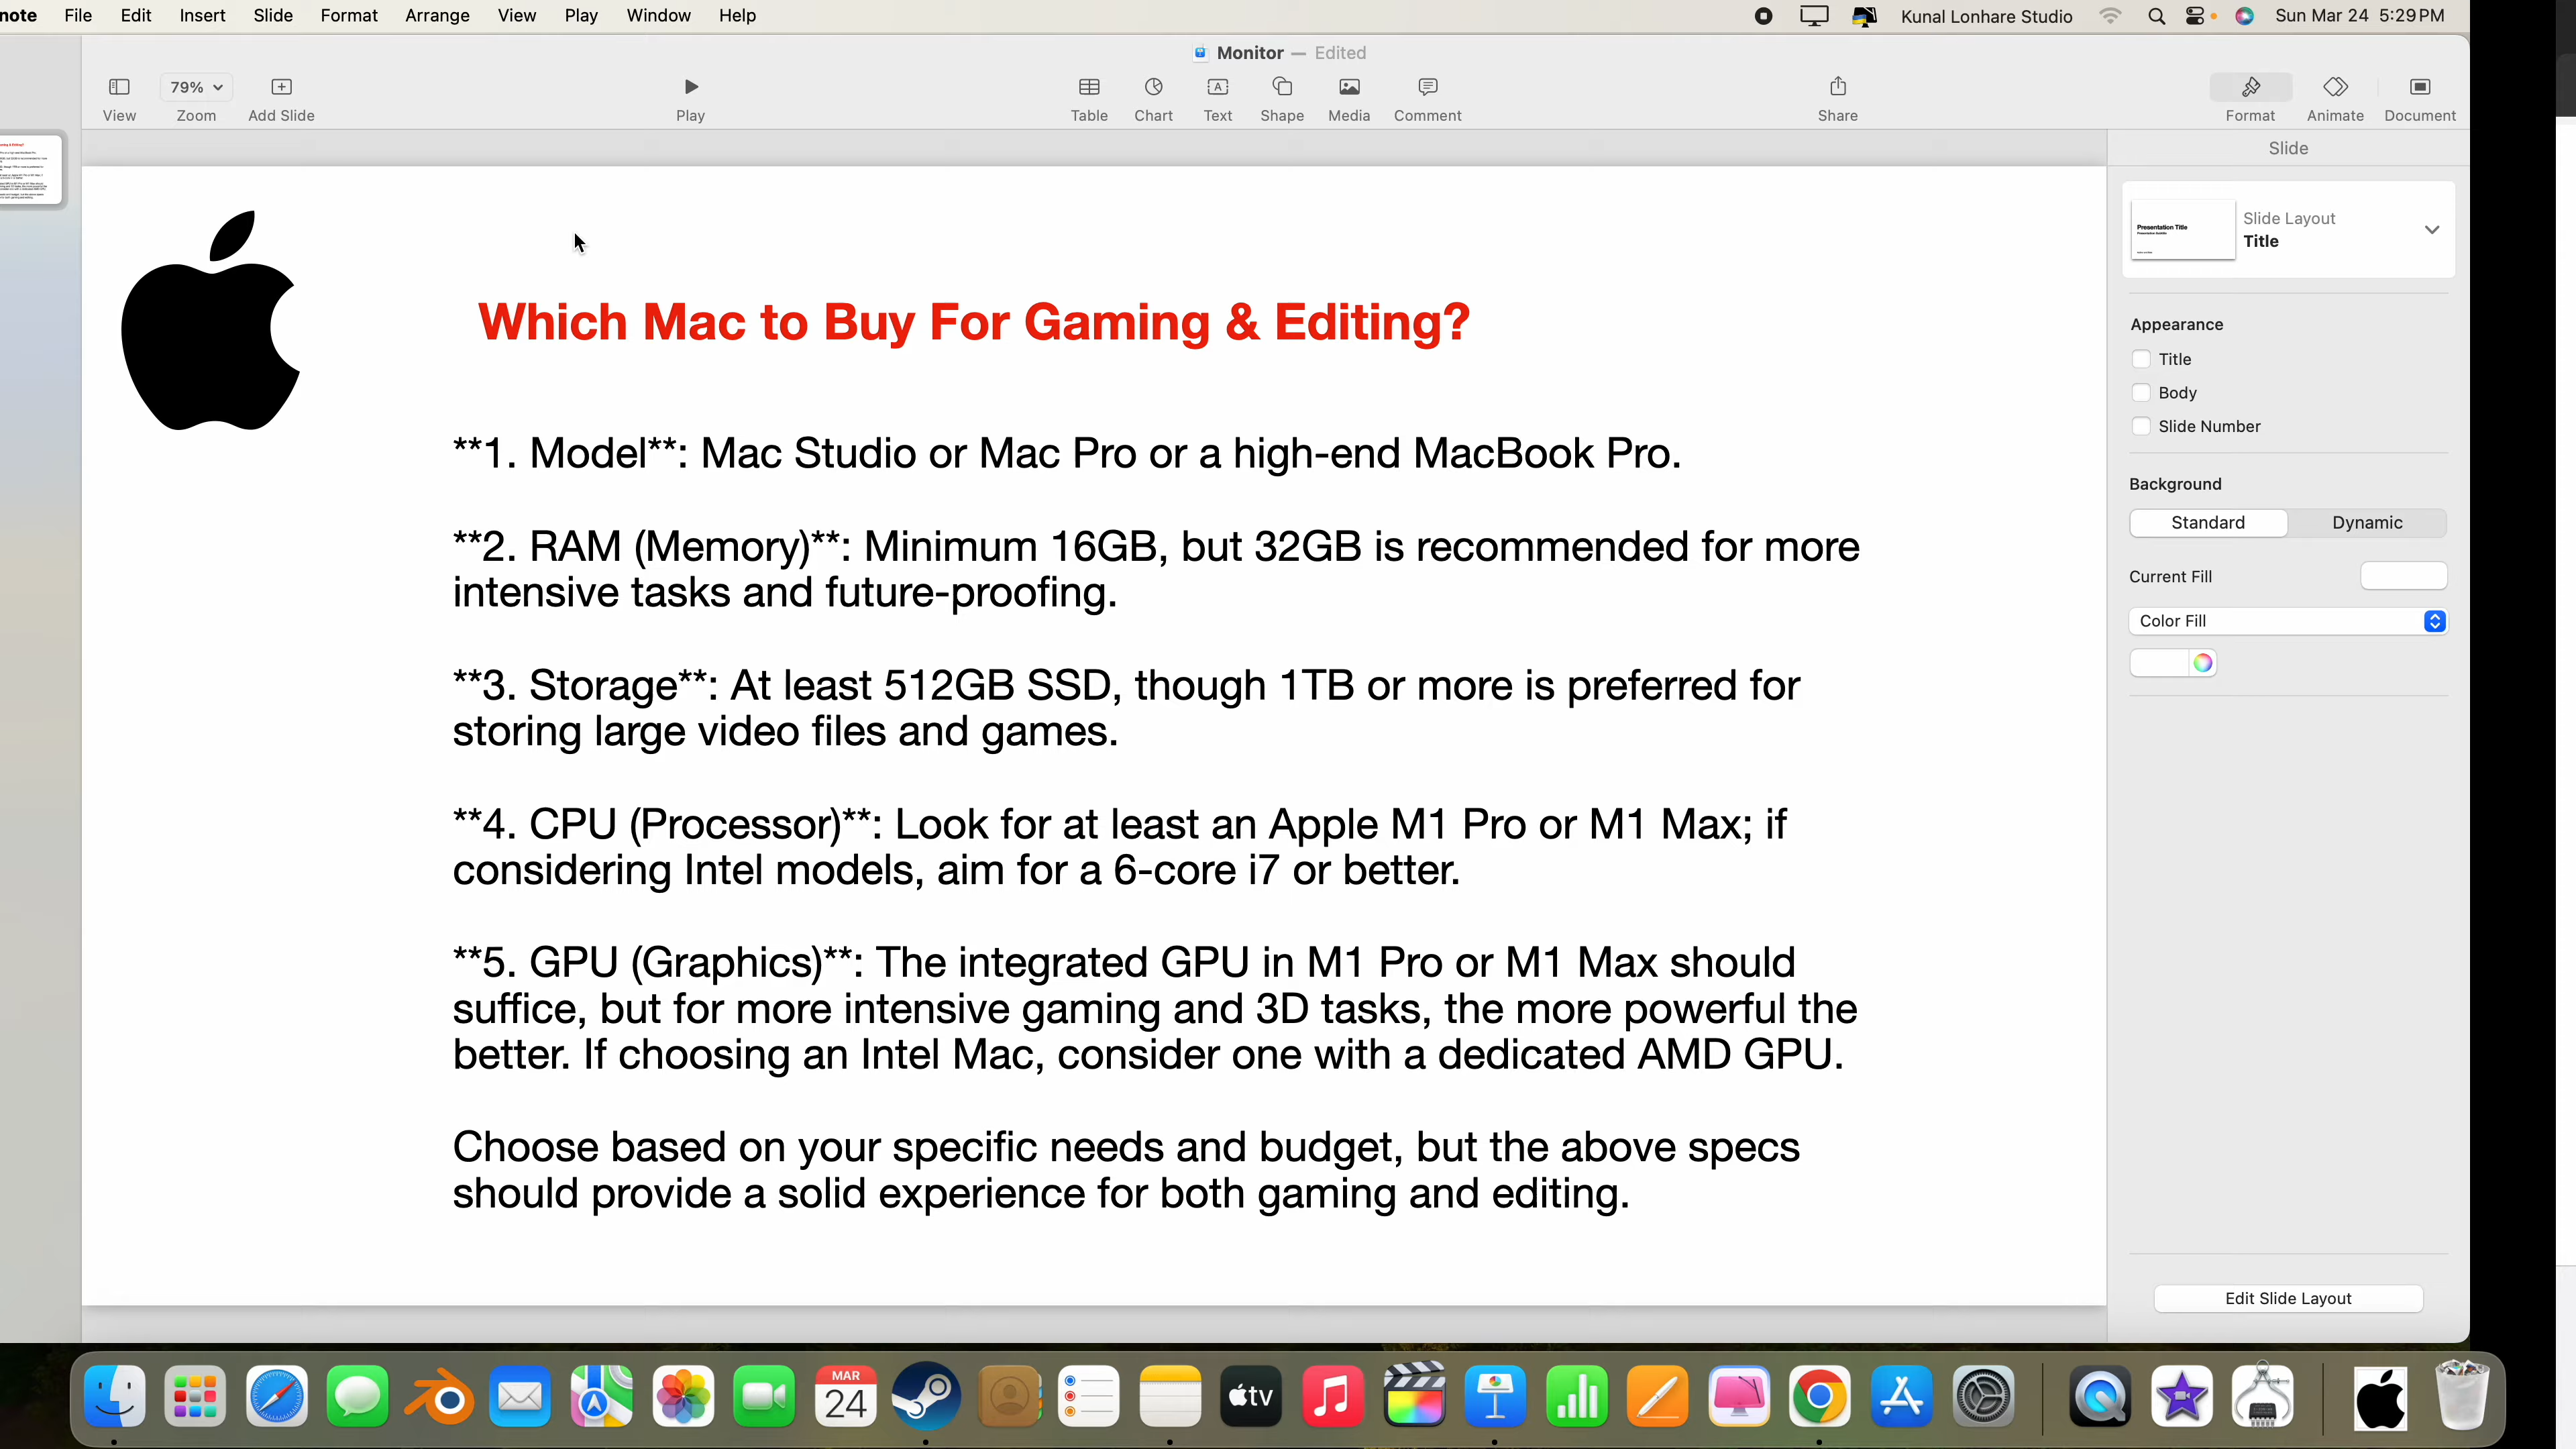 note File Edit Insert Slide Format Arrange View Play Window Help Kunal Lonhare Studio Sun Mar 24 5:29 PM
Monitor — Edited
79%
View Zoom Add Slide Play Table Chart Text Shape Media Comment Share Format Animate Document
Slide
Presentation Title
Slide Layout
Title
Which Mac to Buy For Gaming & Editing?
**1. Model**: Mac Studio or Mac Pro or a high-end MacBook Pro.
**2. RAM (Memory)**: Minimum 16GB, but 32GB is recommended for more
intensive tasks and future-proofing.
**3. Storage**: At least 512GB SSD, though 1TB or more is preferred for
storing large video files and games.
**4. CPU (Processor)**: Look for at least an Apple M1 Pro or M1 Max; if
considering Intel models, aim for a 6-core i7 or better.
**5. GPU (Graphics)**: The integrated GPU in M1 Pro or M1 Max should
suffice, but for more intensive gaming and 3D tasks, the more powerful the
better. If choosing an Intel Mac, consider one with a dedicated AMD GPU.
Choose based on your specific needs and budget, but the above specs
should provide a solid experience for both gaming and editing.
Appearance
Title
Body
Slide Number
Background
Standard Dynamic
Current Fill
Color Fill
Edit Slide Layout
MAR
24
tv